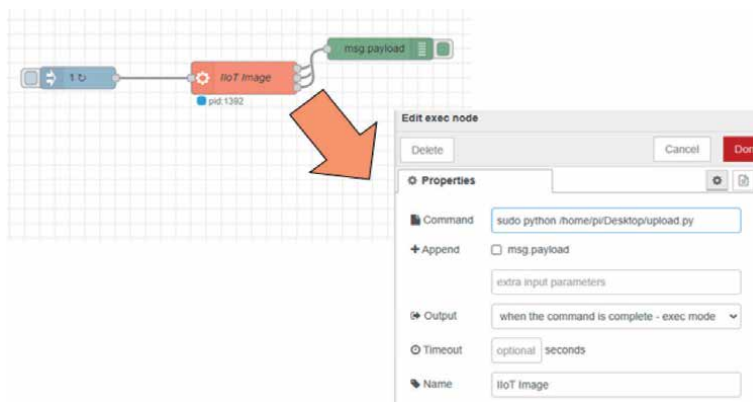 msg.payload
1 ↻
IIoT Image
pid:1392
Edit exec node
Delete
Cancel
Don
Properties
Command
sudo python /home/pi/Desktop/upload.py
Append
msg.payload
extra input parameters
Output
when the command is complete - exec mode
Timeout
optional
seconds
Name
IIoT Image